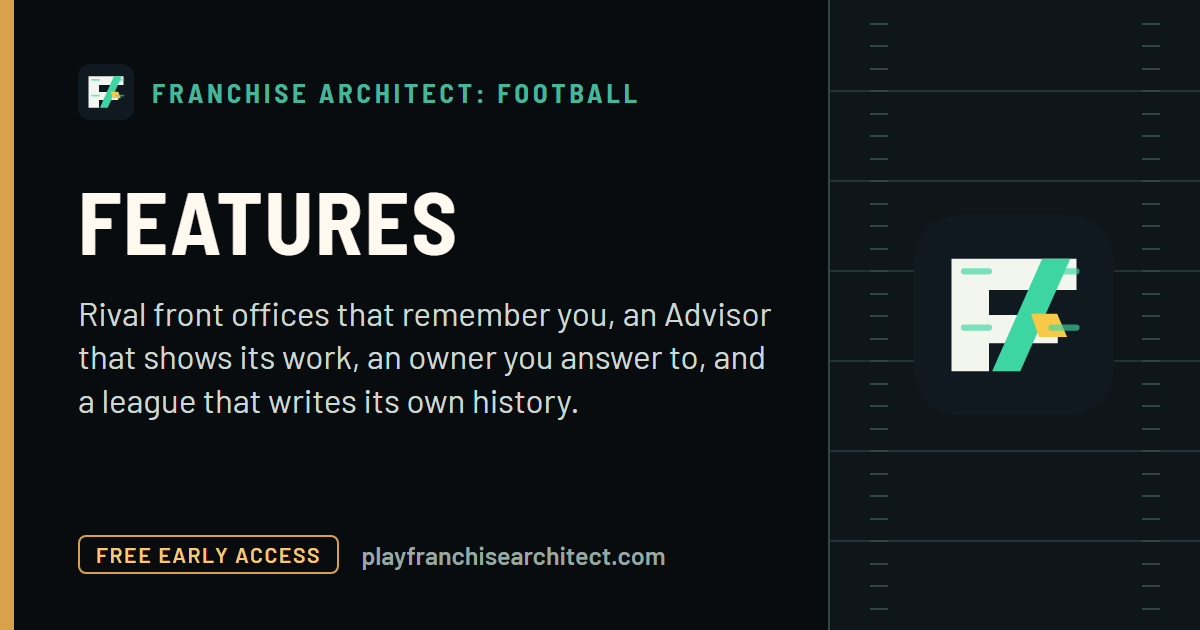 FRANCHISE ARCHITECT: FOOTBALL
FEATURES
Rival front offices that remember you, an Advisor
that shows its work, an owner you answer to, and
a league that writes its own history.
FREE EARLY ACCESS
playfranchisearchitect.com